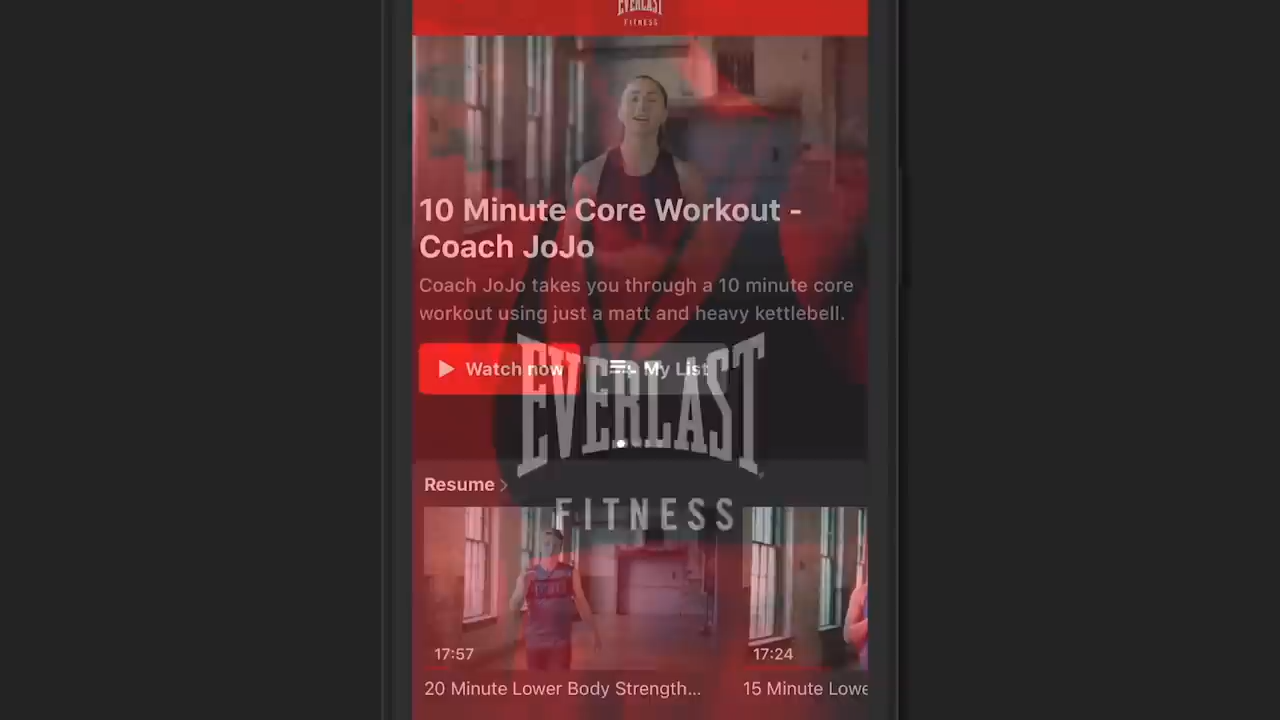 EVERLAST
FITNESS
10 Minute Core Workout -
Coach JoJo
Coach JoJo takes you through a 10 minute core
workout using just a matt and heavy kettlebell.
Watch now
My List
EVERLAST
FITNESS
Resume
17:57
17:24
20 Minute Lower Body Strength...
15 Minute Lowe